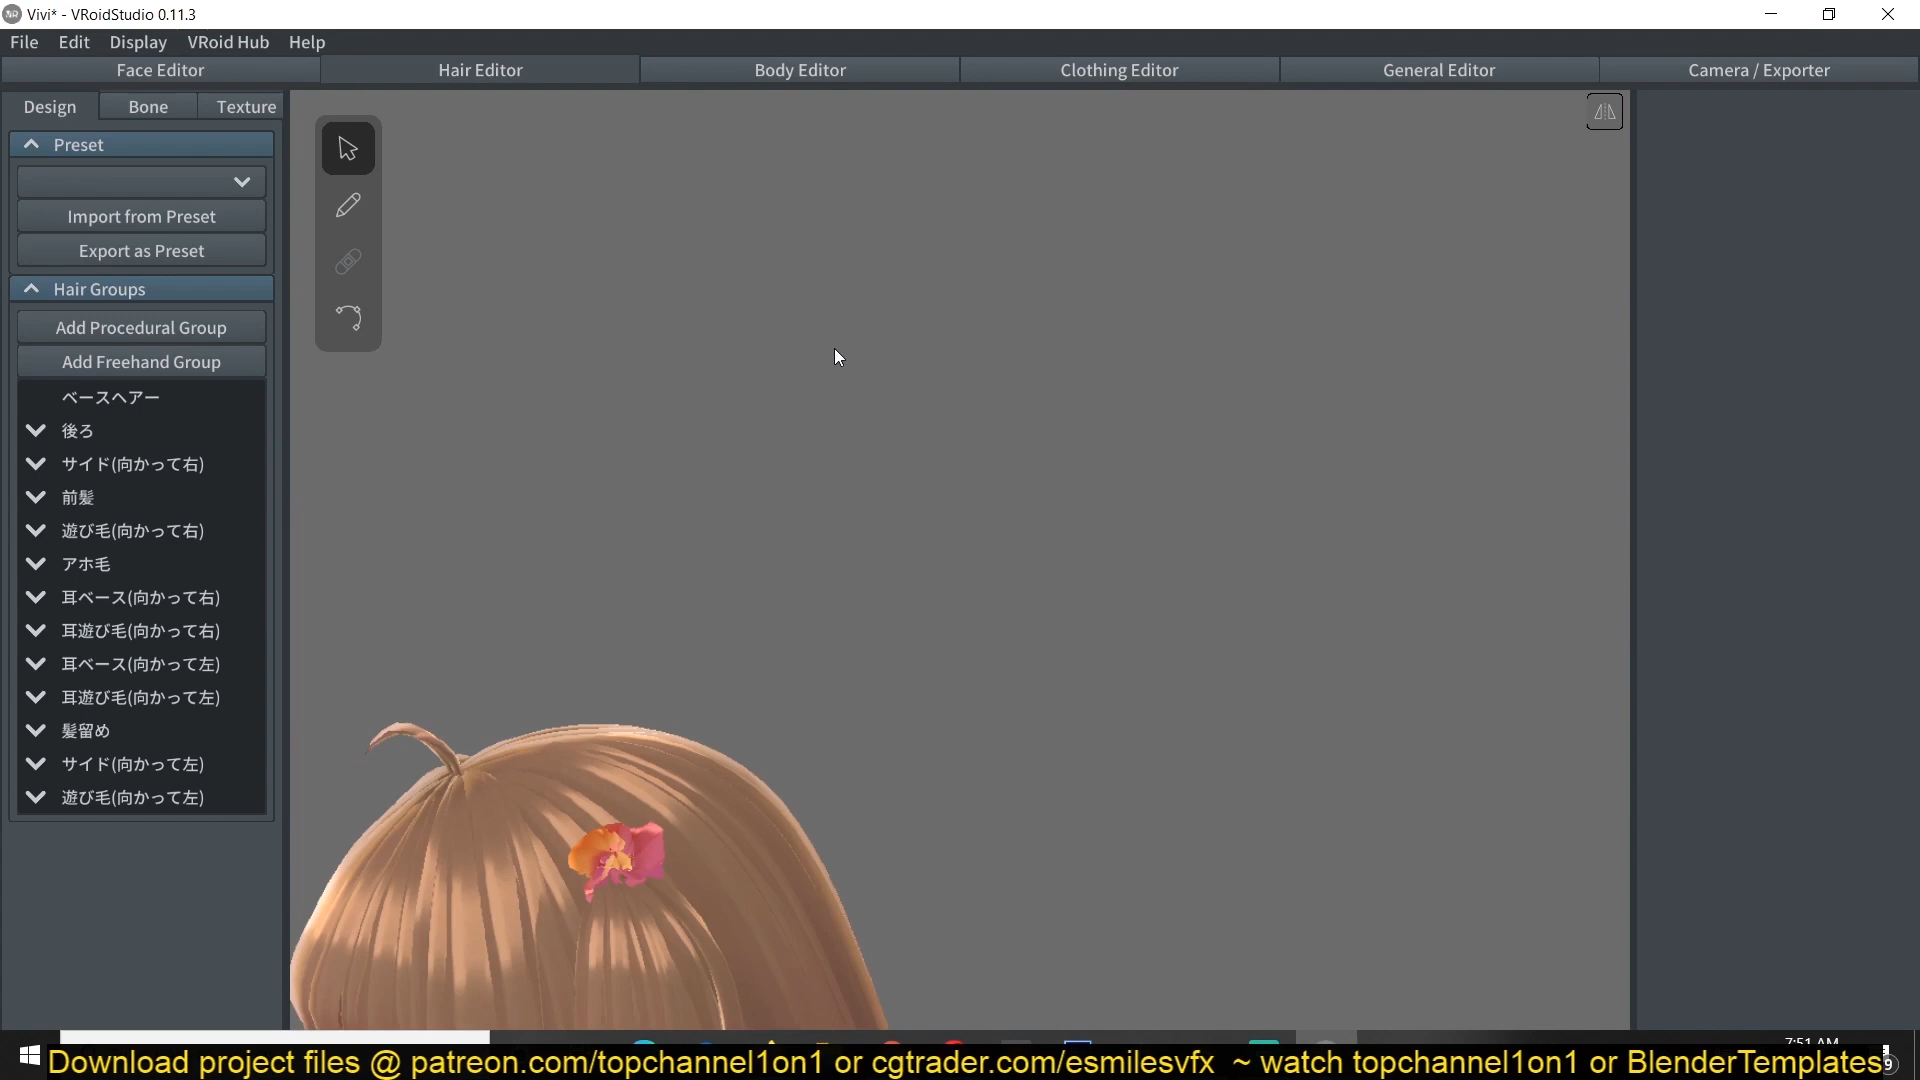 Vivi* - VRoidStudio 0.11.3
File Edit Display VRoid Hub Help
Face Editor Hair Editor Body Editor Clothing Editor General Editor Camera / Exporter
Design Bone Texture
Preset
Import from Preset
Export as Preset
Hair Groups
Add Procedural Group
Add Freehand Group
ベースヘアー
後ろ
サイド(向かって右)
前髪
遊び毛(向かって右)
アホ毛
耳ベース(向かって右)
耳遊び毛(向かって右)
耳ベース(向かって左)
耳遊び毛(向かって左)
髪留め
サイド(向かって左)
遊び毛(向かって左)
7:51 AM
Download project files @ patreon.com/topchannel1on1 or cgtrader.com/esmilesvfx ~ watch topchannel1on1 or BlenderTemplates